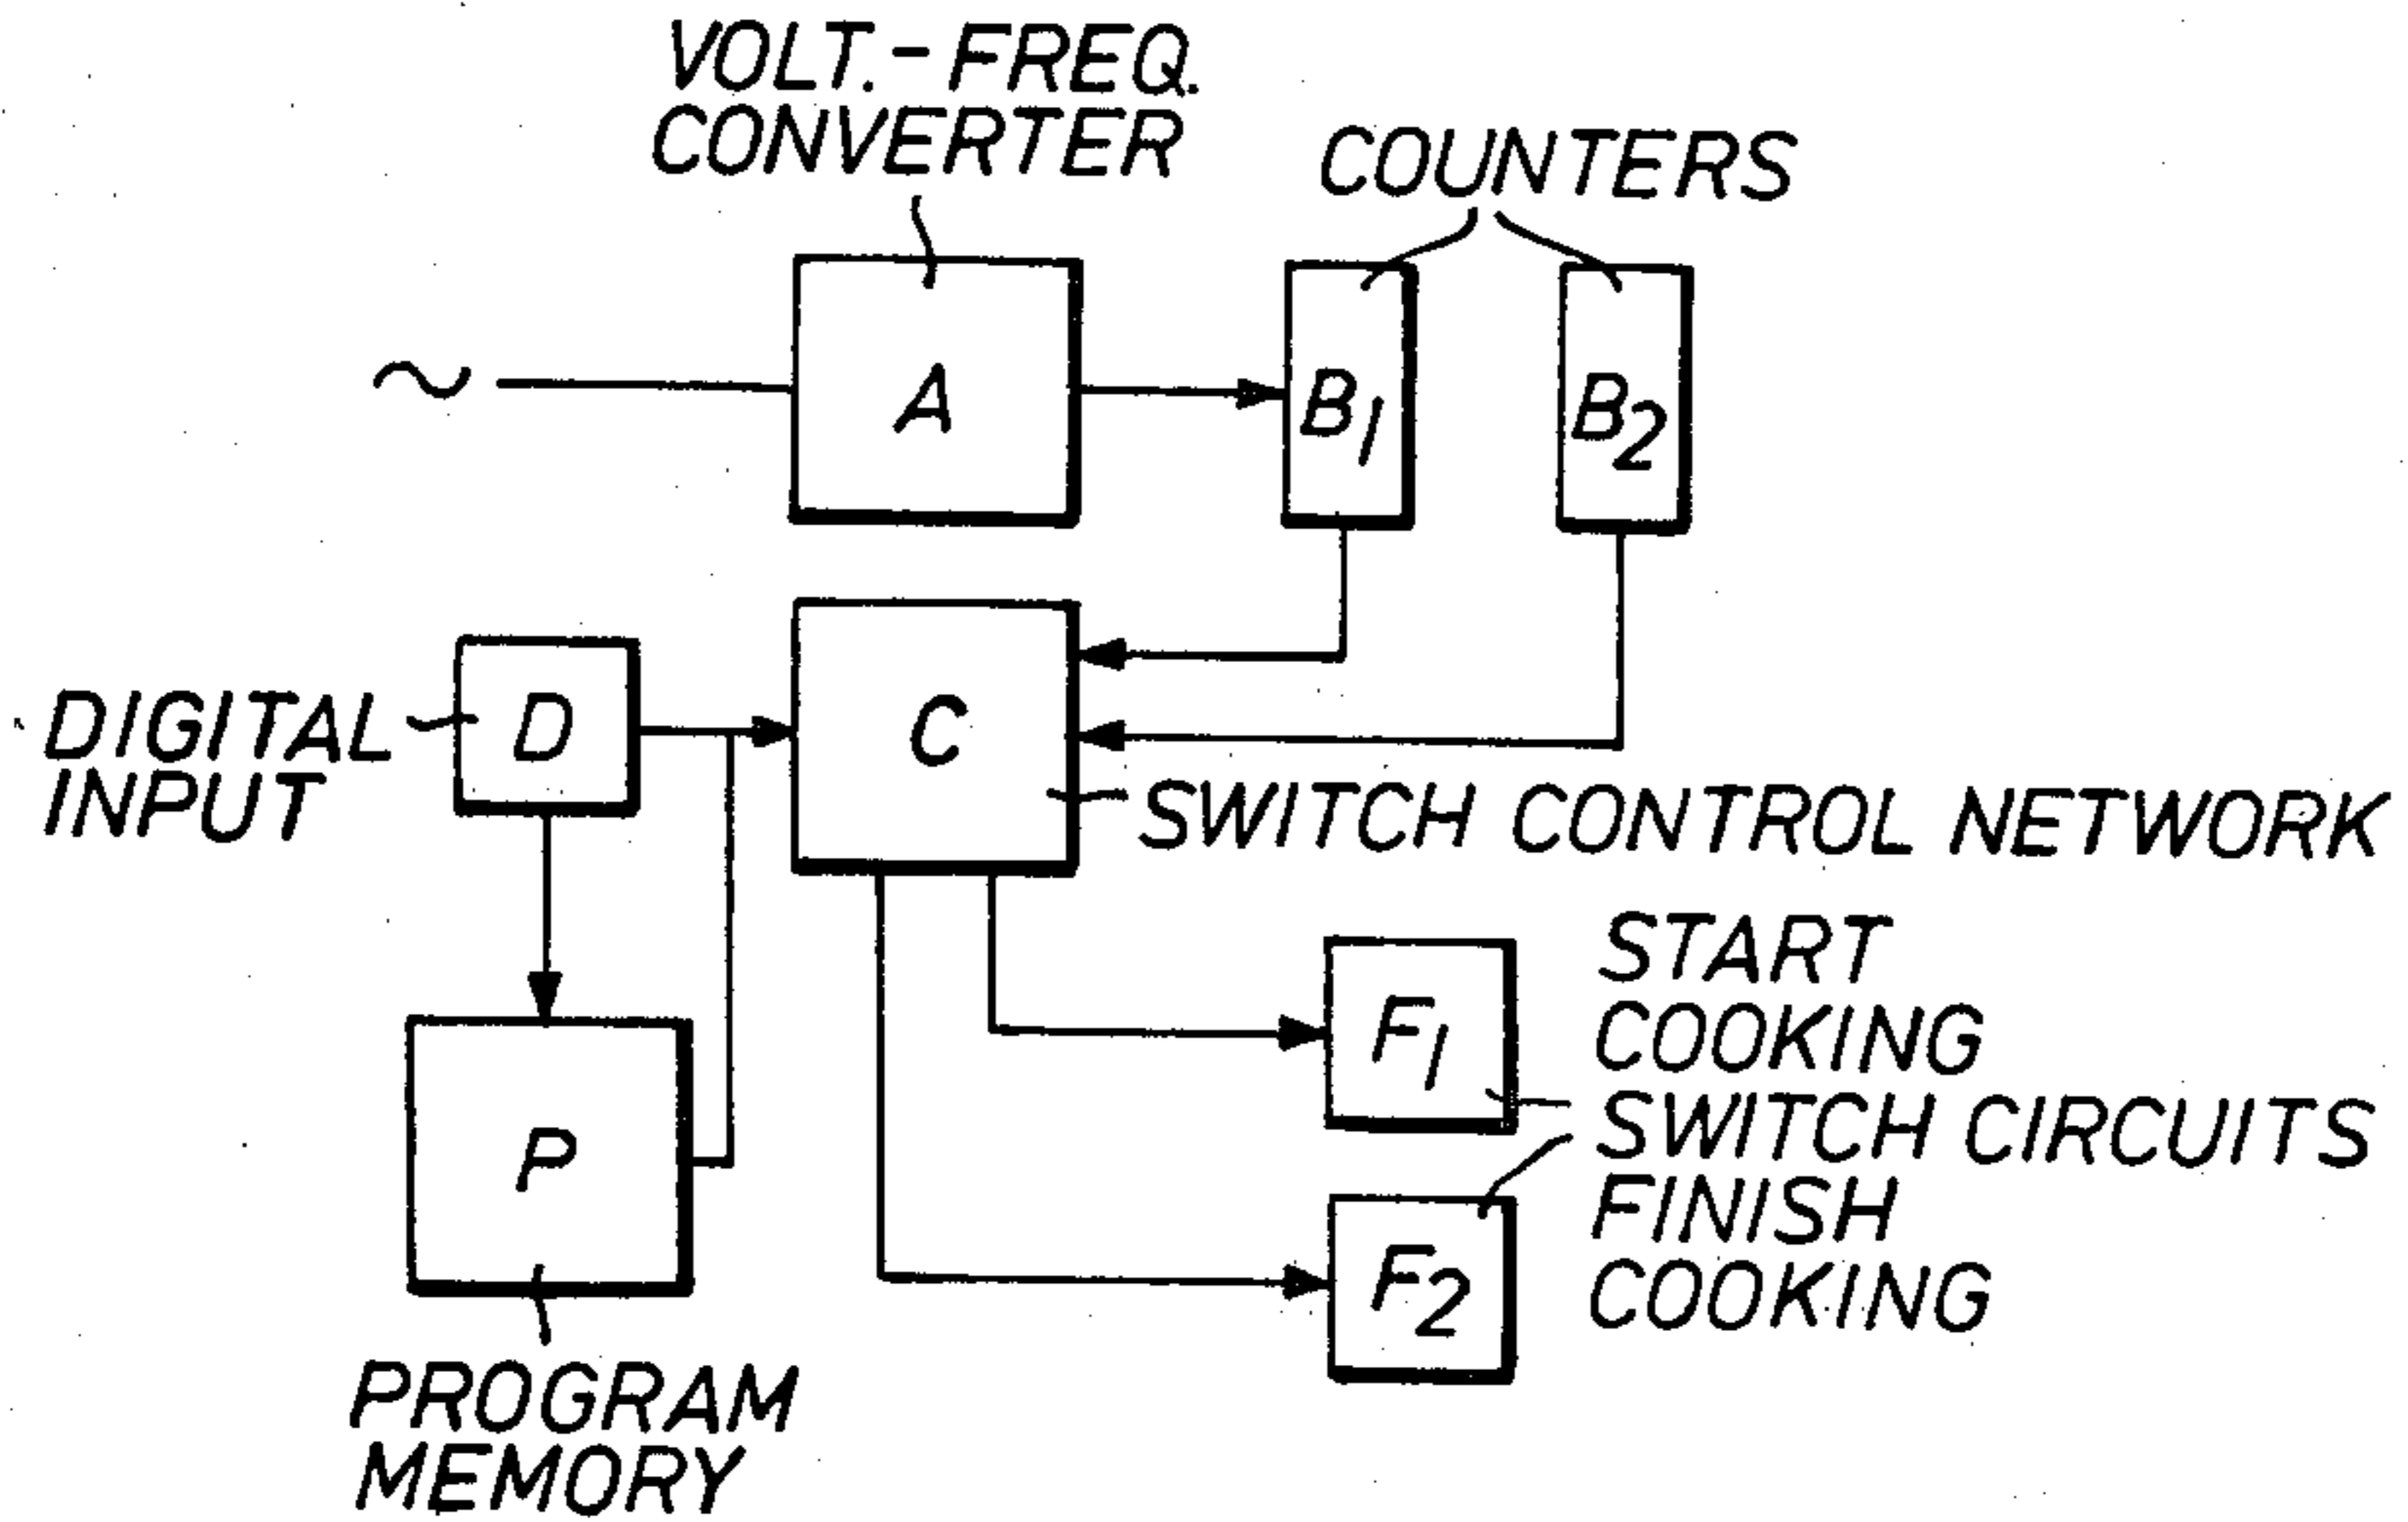 VOLT.-FREQ.
CONVERTER
COUNTERS
~
A
B1
B2
DIGITAL
INPUT
D
C
SWITCH CONTROL NETWORK
START
COOKING
F1
SWITCH CIRCUITS
P
FINISH
COOKING
F2
PROGRAM
MEMORY